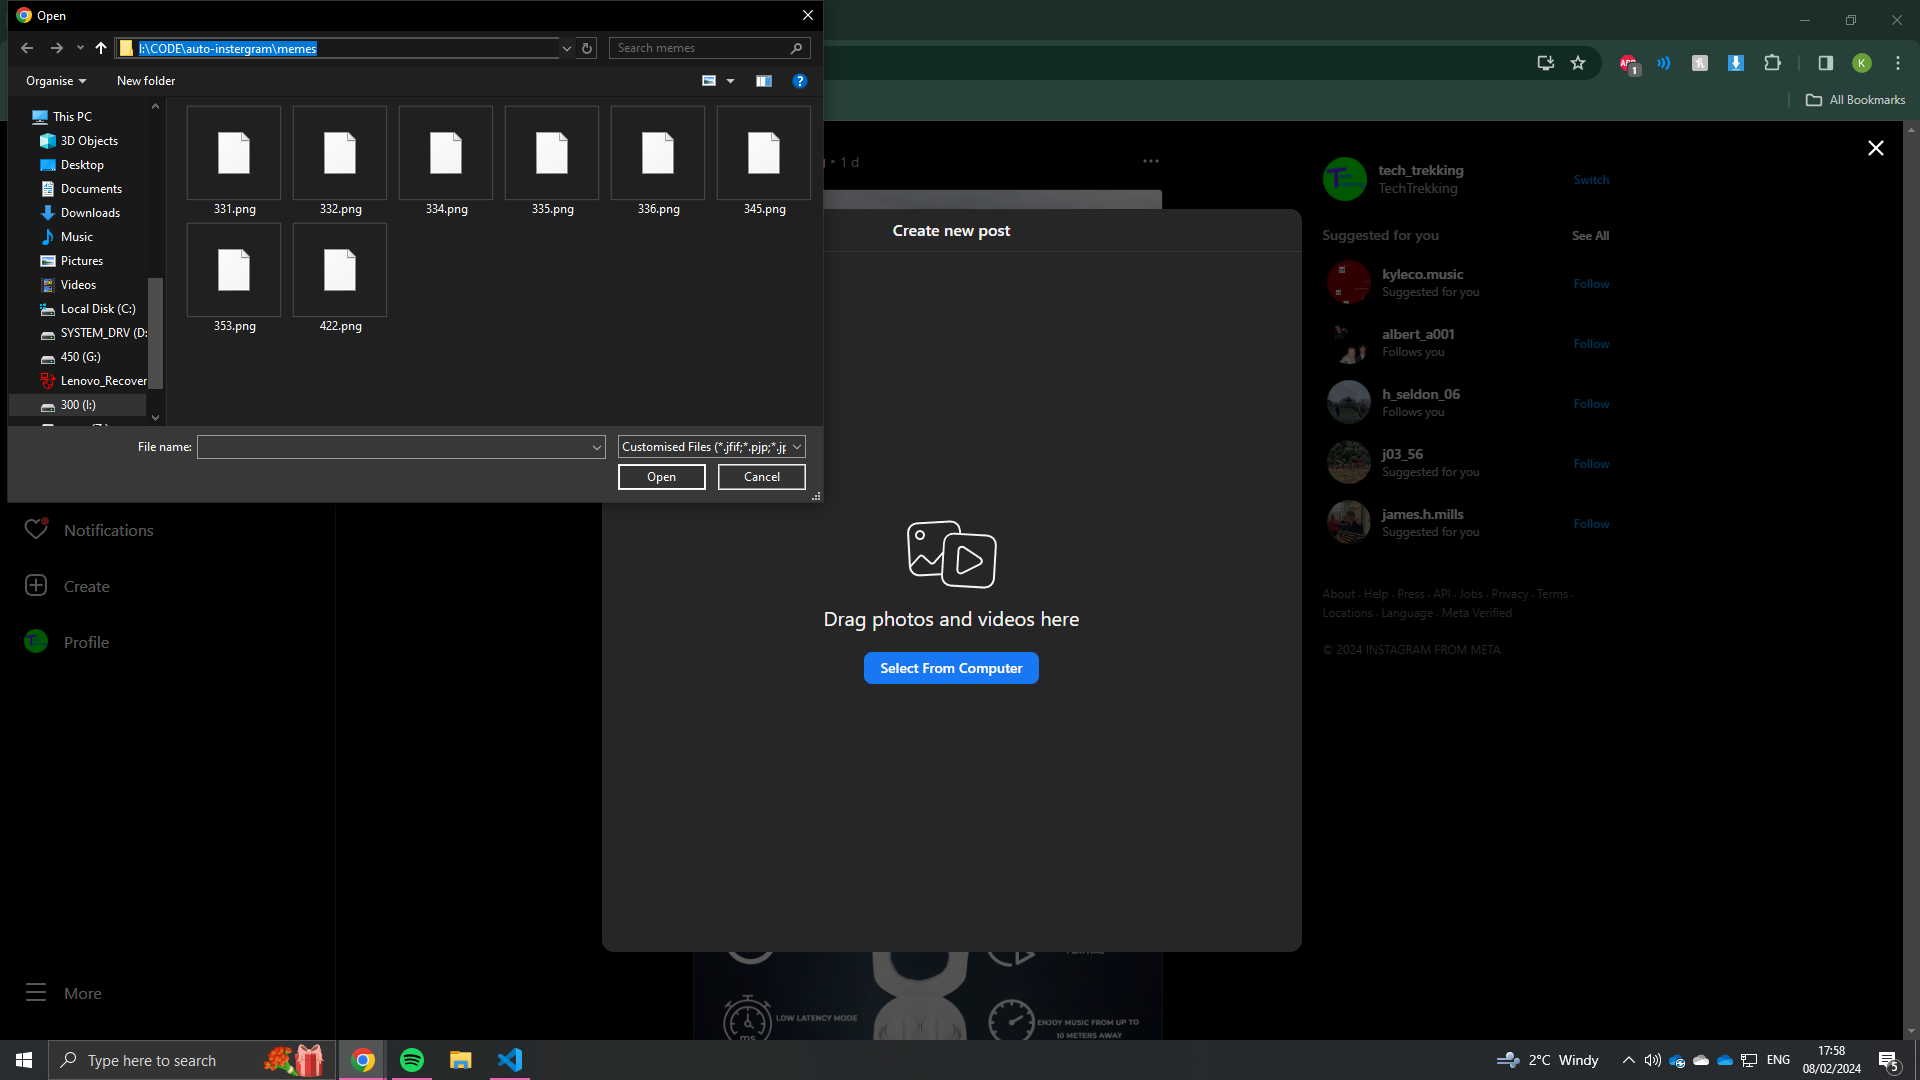 Open
I:\CODE\auto-instergram\memes
Search memes
Organise
New folder
This PC
3D Objects
Desktop
Documents
Downloads
Music
Pictures
Videos
Local Disk (C:)
SYSTEM_DRV (D:
450 (G:)
Lenovo_Recover
300 (I:)
331.png
332.png
334.png
335.png
336.png
345.png
353.png
422.png
File name:
Customised Files (*.jfif;*.pjp;*.jp
Open
Cancel
1
K
All Bookmarks
• 1 d
Create new post
Drag photos and videos here
Select From Computer
Notifications
Create
Profile
More
tech_trekking
TechTrekking
Switch
Suggested for you
See All
kyleco.music
Suggested for you
Follow
albert_a001
Follows you
Follow
h_seldon_06
Follows you
Follow
j03_56
Suggested for you
Follow
james.h.mills
Suggested for you
Follow
About · Help · Press · API · Jobs · Privacy · Terms ·
Locations · Language · Meta Verified
© 2024 INSTAGRAM FROM META
LOW LATENCY MODE
ms
ENJOY MUSIC FROM UP TO
10 METERS AWAY
Type here to search
2°C Windy
ENG
17:58
08/02/2024
5